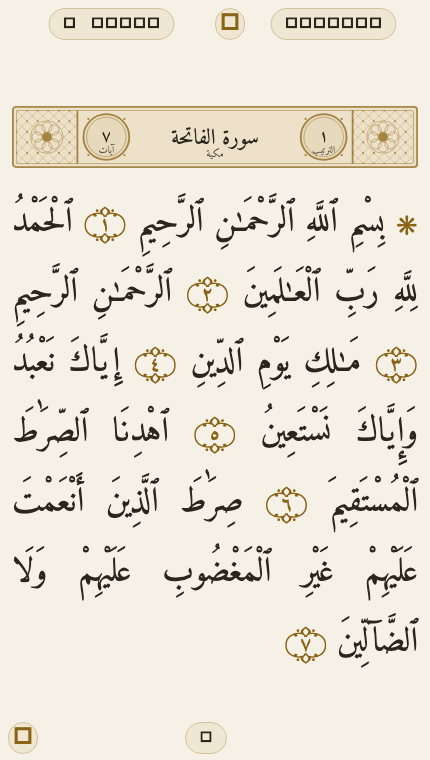 ١ الترتيب سورة الفاتحة مكية ٧ آيات
بِسْمِ ٱللَّهِ ٱلرَّحْمَـٰنِ ٱلرَّحِيمِ ١ ٱلْحَمْدُ
لِلَّهِ رَبِّ ٱلْعَـٰلَمِينَ ٢ ٱلرَّحْمَـٰنِ ٱلرَّحِيمِ
٣ مَـٰلِكِ يَوْمِ ٱلدِّينِ ٤ إِيَّاكَ نَعْبُدُ
وَإِيَّاكَ نَسْتَعِينُ ٥ ٱهْدِنَا ٱلصِّرَٰطَ
ٱلْمُسْتَقِيمَ ٦ صِرَٰطَ ٱلَّذِينَ أَنْعَمْتَ
عَلَيْهِمْ غَيْرِ ٱلْمَغْضُوبِ عَلَيْهِمْ وَلَا
ٱلضَّآلِّينَ ٧